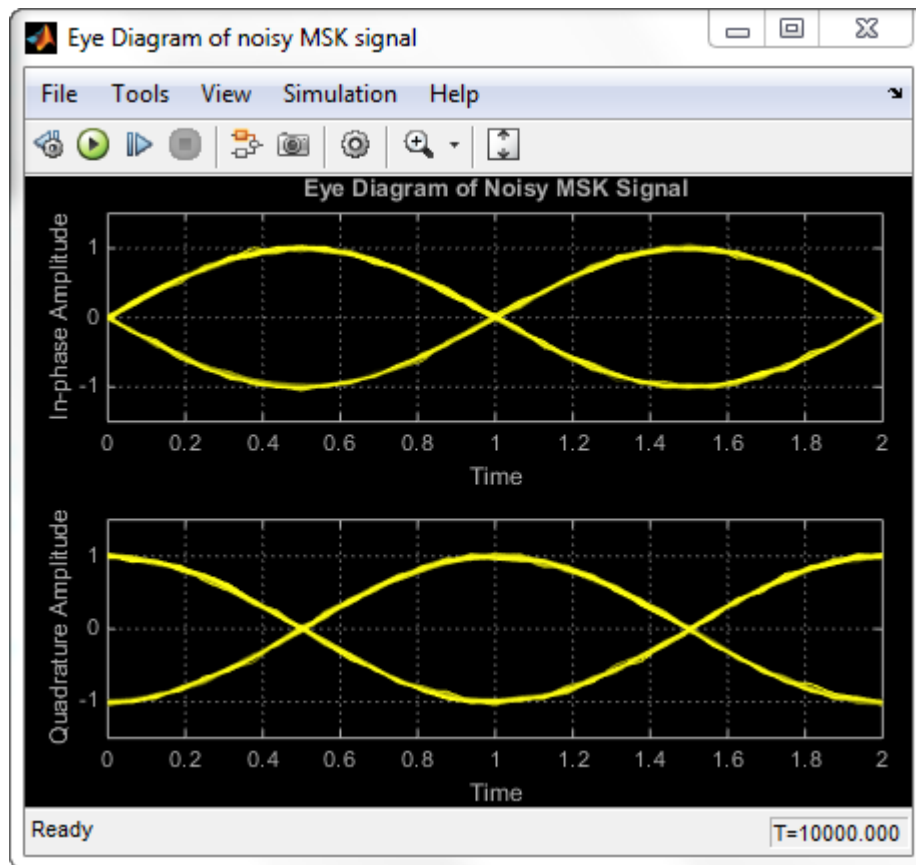 Eye Diagram of noisy MSK signal
File Tools View Simulation Help
Eye Diagram of Noisy MSK Signal
In-phase Amplitude
1
0
-1
0 0.2 0.4 0.6 0.8 1 1.2 1.4 1.6 1.8 2
Time
Quadrature Amplitude
1
0
-1
0 0.2 0.4 0.6 0.8 1 1.2 1.4 1.6 1.8 2
Time
Ready T=10000.000